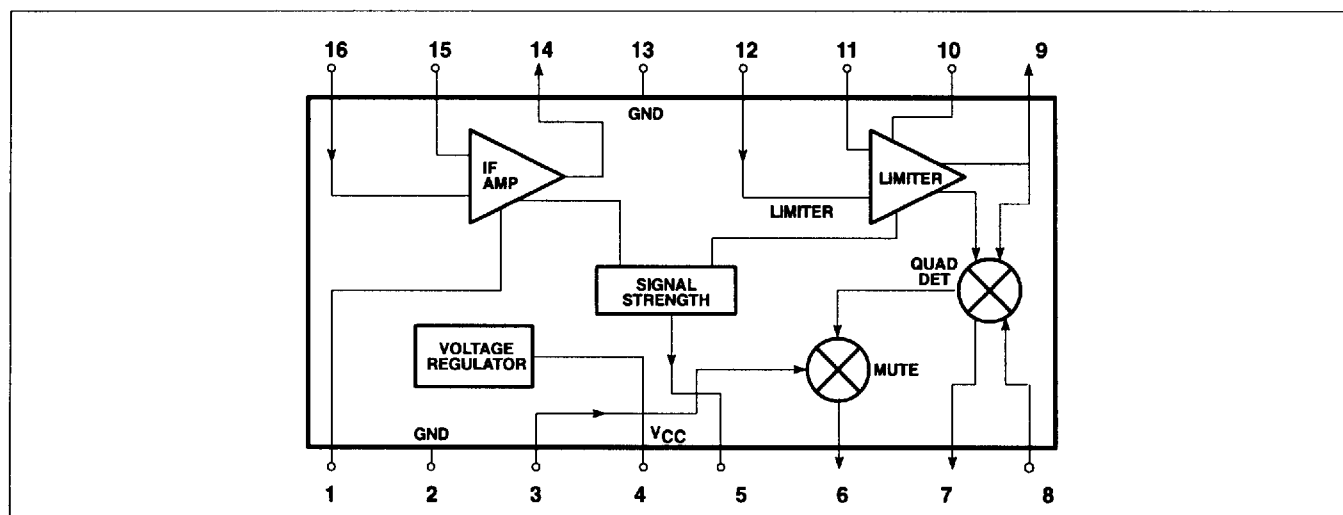 16 15 14 13 12 11 10 9
GND
IF
AMP
LIMITER
LIMITER
QUAD
DET
SIGNAL
STRENGTH
VOLTAGE
REGULATOR
MUTE
GND
VCC
1 2 3 4 5 6 7 8